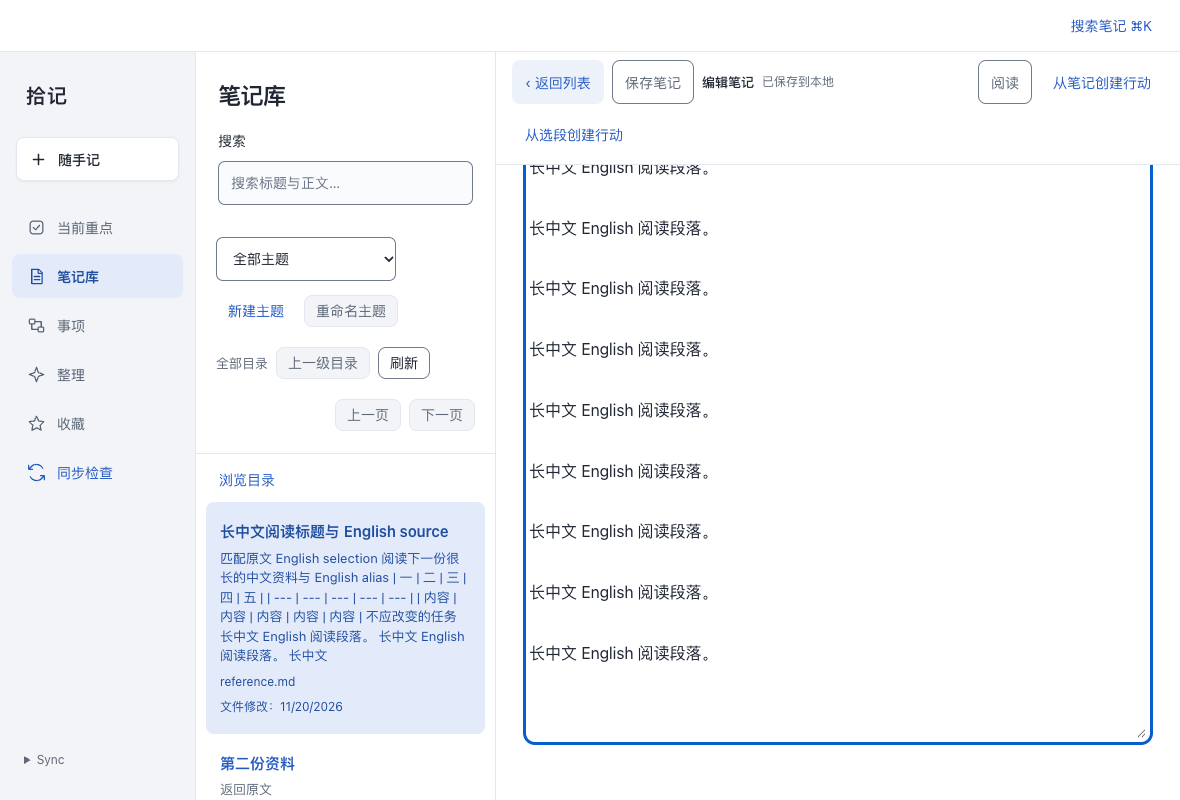 搜索笔记 ⌘K
拾记
随手记
当前重点
笔记库
事项
整理
收藏
同步检查
Sync
笔记库
搜索
搜索标题与正文...
全部主题
新建主题
重命名主题
全部目录
上一级目录
刷新
上一页
下一页
浏览目录
长中文阅读标题与 English source
匹配原文 English selection 阅读下一份很
长的中文资料与 English alias | 一 | 二 | 三 |
四 | 五 | | --- | --- | --- | --- | --- | | 内容 |
内容 | 内容 | 内容 | 内容 | 不应改变的任务
长中文 English 阅读段落。 长中文 English
阅读段落。 长中文
reference.md
文件修改：11/20/2026
第二份资料
返回原文
‹ 返回列表
保存笔记
编辑笔记
已保存到本地
阅读
从笔记创建行动
从选段创建行动
长中文 English 阅读段落。
长中文 English 阅读段落。
长中文 English 阅读段落。
长中文 English 阅读段落。
长中文 English 阅读段落。
长中文 English 阅读段落。
长中文 English 阅读段落。
长中文 English 阅读段落。
长中文 English 阅读段落。